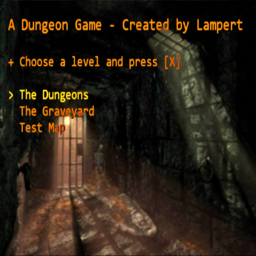 A Dungeon Game - Created by Lampert
+ Choose a level and press [X]
> The Dungeons
The Graveyard
Test Map